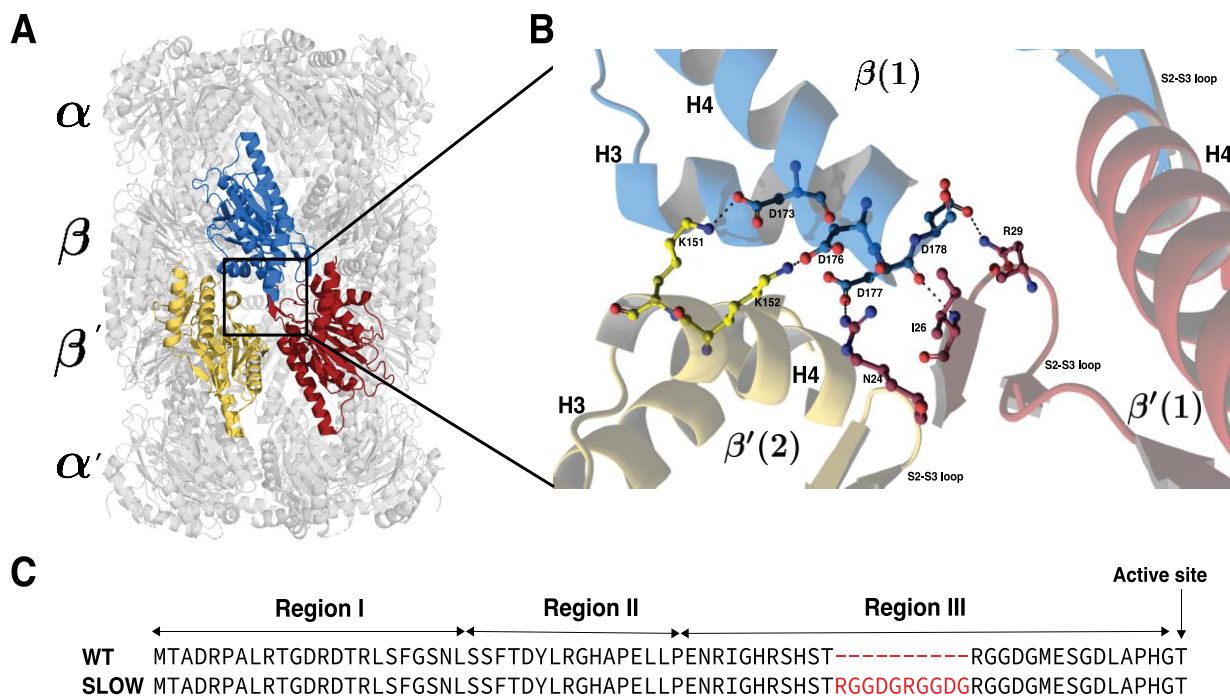 A
B
α
β
β′
α′
β(1)
S2-S3 loop
H4
H4
H3
D173
K151
R29
D176
D178
K152
D177
I26
N24
H4
S2-S3 loop
H3
β′(1)
β′(2)
S2-S3 loop
C
Active site
Region I Region II Region III
WT MTADRPALRTGDRDTRLSFGSNLSSFTDYLRGHAPELLPENRIGHRSHST----------RGGDGMESGDLAPHGT
SLOW MTADRPALRTGDRDTRLSFGSNLSSFTDYLRGHAPELLPENRIGHRSHSTRGGDGRGGDGRGGDGMESGDLAPHGT